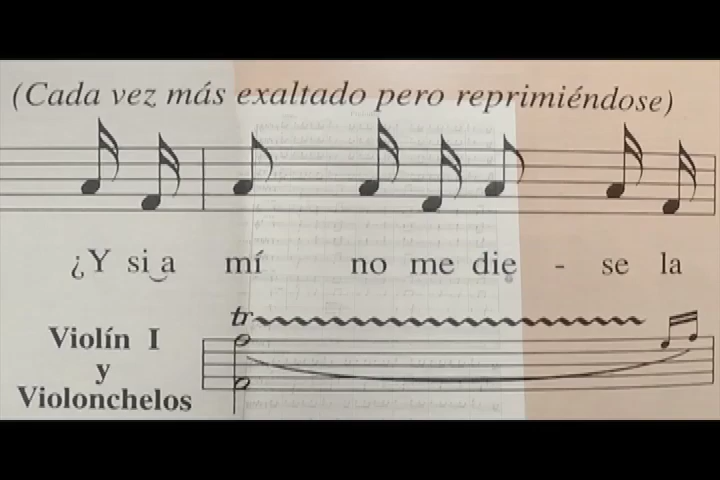 (Cada vez más exaltado pero reprimiéndose)
¿Y si a mí no me die - se la
tr
Violín I
y
Violonchelos